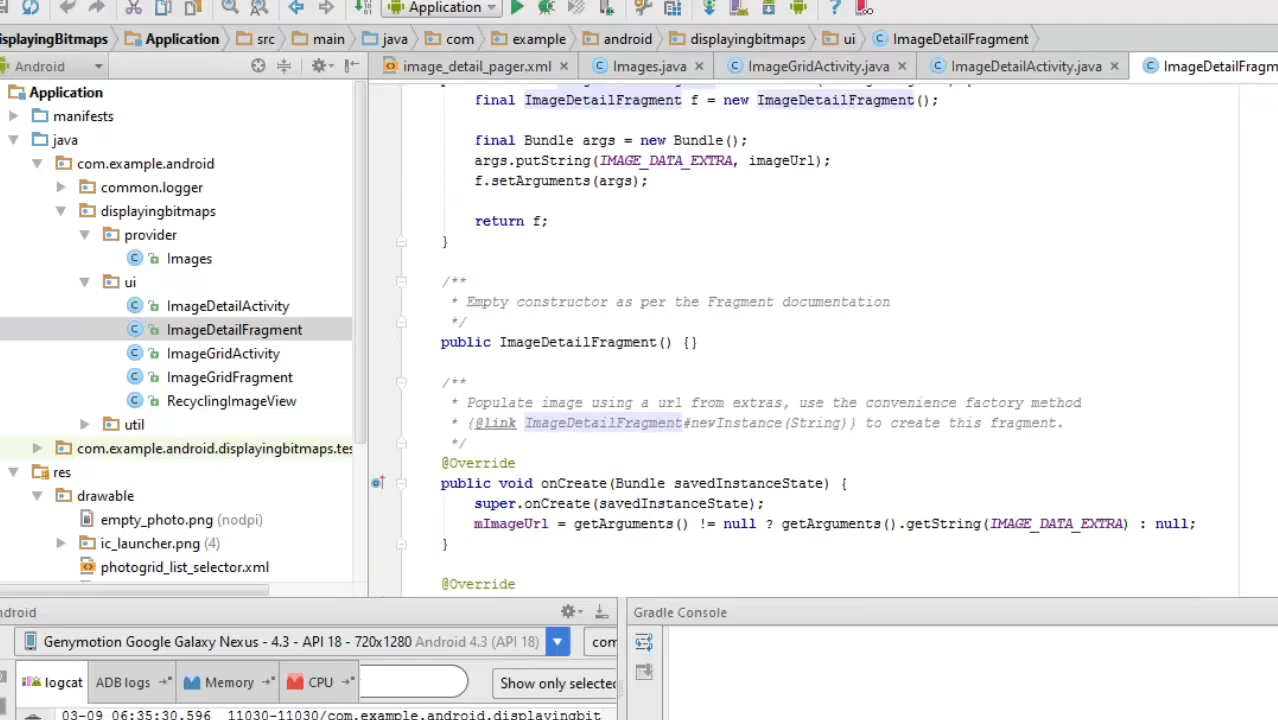 Application
isplayingBitmaps Application src main java com example android displayingbitmaps ui ImageDetailFragment
Android
image_detail_pager.xml Images.java ImageGridActivity.java ImageDetailActivity.java ImageDetailFragm
Application
manifests
java
com.example.android
common.logger
displayingbitmaps
provider
Images
ui
ImageDetailActivity
ImageDetailFragment
ImageGridActivity
ImageGridFragment
RecyclingImageView
util
com.example.android.displayingbitmaps.tes
res
drawable
empty_photo.png (nodpi)
ic_launcher.png (4)
photogrid_list_selector.xml
final ImageDetailFragment f = new ImageDetailFragment();
final Bundle args = new Bundle();
args.putString(IMAGE_DATA_EXTRA, imageUrl);
f.setArguments(args);
return f;
}
/**
* Empty constructor as per the Fragment documentation
*/
public ImageDetailFragment() {}
/**
* Populate image using a url from extras, use the convenience factory method
* {@link ImageDetailFragment#newInstance(String)} to create this fragment.
*/
@Override
public void onCreate(Bundle savedInstanceState) {
super.onCreate(savedInstanceState);
mImageUrl = getArguments() != null ? getArguments().getString(IMAGE_DATA_EXTRA) : null;
}
@Override
ndroid
Genymotion Google Galaxy Nexus - 4.3 - API 18 - 720x1280 Android 4.3 (API 18) com
logcat ADB logs Memory CPU Show only selecte
03-09 06:35:30.596 11030-11030/com.example.android.displayingbit
Gradle Console